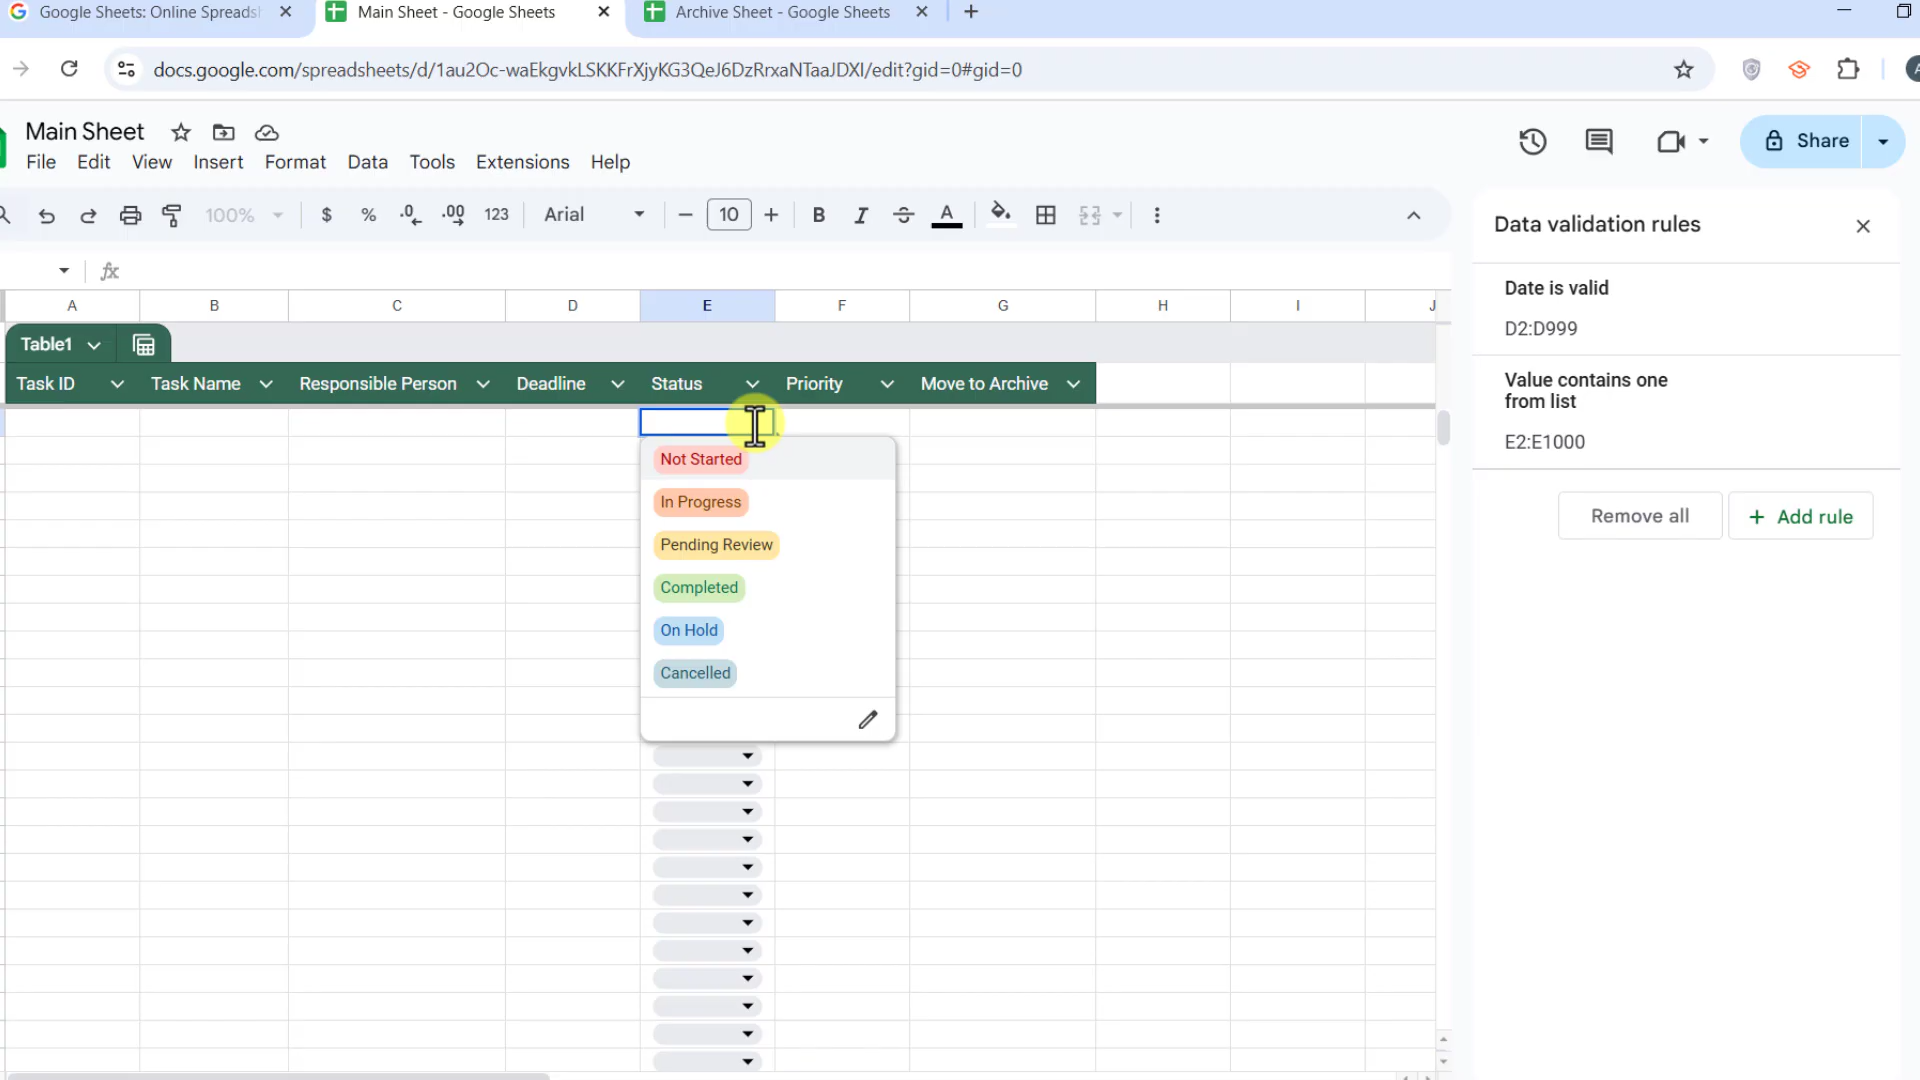 Google Sheets: Online Spreads
Main Sheet - Google Sheets
Archive Sheet - Google Sheets
docs.google.com/spreadsheets/d/1au2Oc-waEkgvkLSKKFrXjyKG3QeJ6DzRrxaNTaaJDXI/edit?gid=0#gid=0
A
Main Sheet
File Edit View Insert Format Data Tools Extensions Help
Share
100% $ % .0 .00 123 Arial 10 B I S A
Data validation rules
fx
A B C D E F G H I J
Date is valid
D2:D999
Table1
Task ID Task Name Responsible Person Deadline Status Priority Move to Archive
Value contains one
from list
E2:E1000
Not Started
In Progress
Pending Review
Completed
On Hold
Cancelled
Remove all
+ Add rule